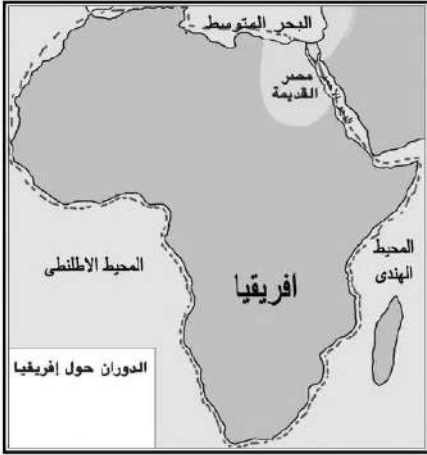 البحر المتوسط
مصر
القديمة
المحيط
الهندى
المحيط الاطلنطى
افريقيا
الدوران حول إفريقيا